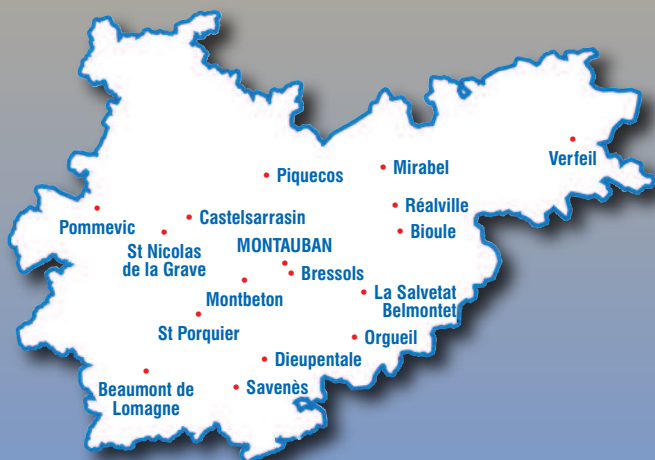 Verfeil
Mirabel
Piquecos
Réalville
Castelsarrasin
Pommevic
Bioule
St Nicolas
de la Grave
MONTAUBAN
Bressols
La Salvetat
Belmontet
Montbeton
St Porquier
Orgueil
Dieupentale
Beaumont de
Lomagne
Savenès